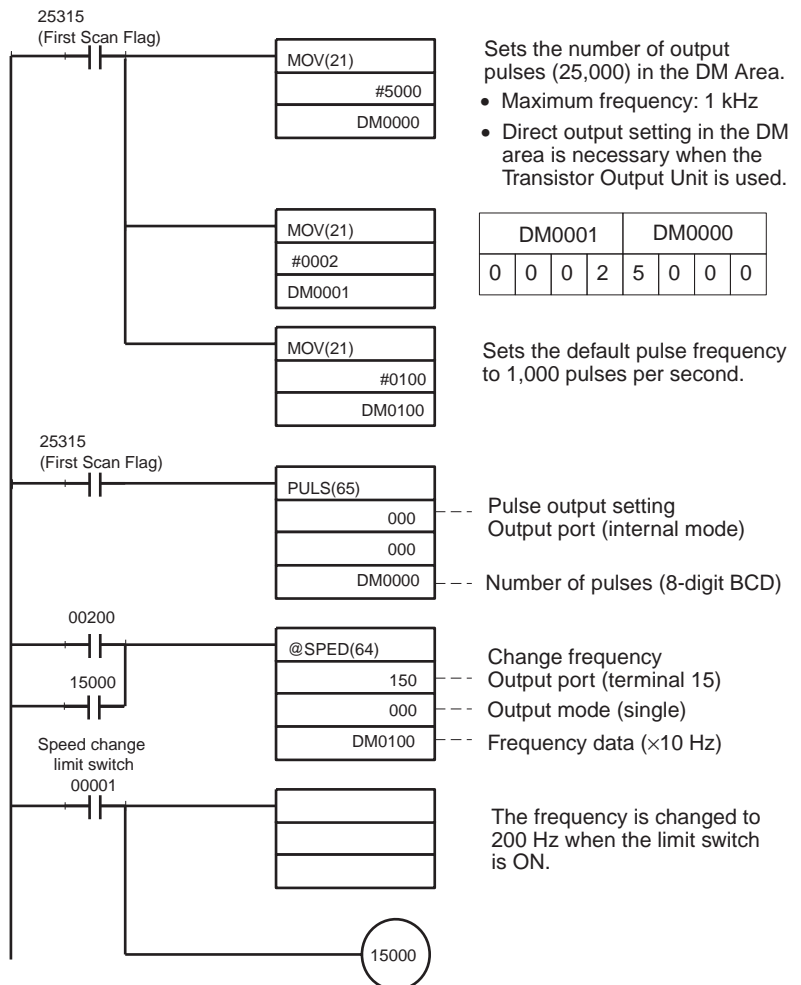 25315
(First Scan Flag)
MOV(21)
#5000
DM0000
Sets the number of output
pulses (25,000) in the DM Area.
• Maximum frequency: 1 kHz
• Direct output setting in the DM
area is necessary when the
Transistor Output Unit is used.
MOV(21)
#0002
DM0001
DM0001 DM0000
0 0 0 2 5 0 0 0
MOV(21)
#0100
DM0100
Sets the default pulse frequency
to 1,000 pulses per second.
25315
(First Scan Flag)
PULS(65)
000
000
DM0000
Pulse output setting
Output port (internal mode)
Number of pulses (8-digit BCD)
00200
15000
@SPED(64)
150
000
DM0100
Change frequency
Output port (terminal 15)
Output mode (single)
Frequency data (×10 Hz)
Speed change
limit switch
00001
The frequency is changed to
200 Hz when the limit switch
is ON.
15000